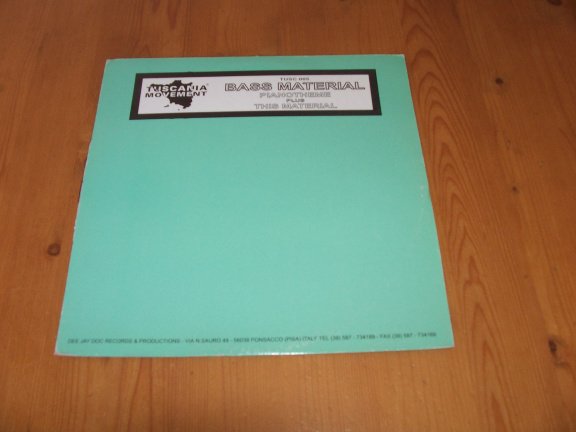 TUSCANIA
MOVEMENT
TUSC 005
BASS MATERIAL
PIANOTHEME
PLUS
THIS MATERIAL
DEE JAY DOC RECORDS & PRODUCTIONS - VIA N.SAURO 49 - 56038 PONSACCO (PISA) ITALY TEL (39) 587 - 734169 - FAX (39) 587 - 734169